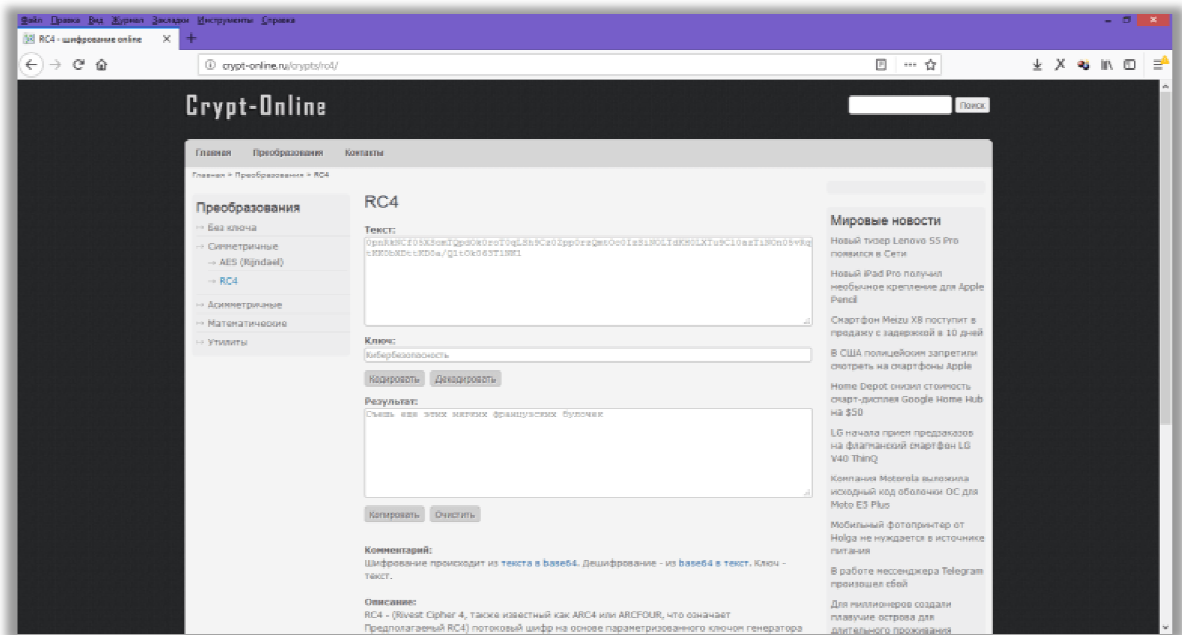 Файл Правка Вид Журнал Закладки Инструменты Справка
RC4 - шифрование online
crypt-online.ru/crypts/rc4/
Crypt-Online
Поиск
Главная Преобразования Контакты
Главная » Преобразования » RC4
Преобразования
Без ключа
Симметричные
AES (Rijndael)
RC4
Асимметричные
Математические
Утилиты
RC4
Текст:
Ключ:
Кибербезопасность
Кодировать Декодировать
Результат:
Съешь еще этих мягких французских булочек
Копировать Очистить
Комментарий:
Шифрование происходит из текста в base64. Дешифрование - из base64 в текст. Ключ -
текст.
Описание:
RC4 - (Rivest Cipher 4, также известный как ARC4 или ARCFOUR, что означает
Предполагаемый RC4) потоковый шифр на основе параметризованного ключом генератора
Мировые новости
Новый тизер Lenovo S5 Pro
появился в Сети
Новый iPad Pro получил
необычное крепление для Apple
Pencil
Смартфон Meizu X8 поступит в
продажу с задержкой в 10 дней
В США полицейским запретили
смотреть на смартфоны Apple
Home Depot снизил стоимость
смарт-дисплея Google Home Hub
на $50
LG начала прием предзаказов
на флагманский смартфон LG
V40 ThinQ
Компания Motorola выложила
исходный код оболочки ОС для
Moto E5 Plus
Мобильный фотопринтер от
Holga не нуждается в источнике
питания
В работе мессенджера Telegram
произошел сбой
Для миллионеров создали
плавучие острова для
длительного проживания